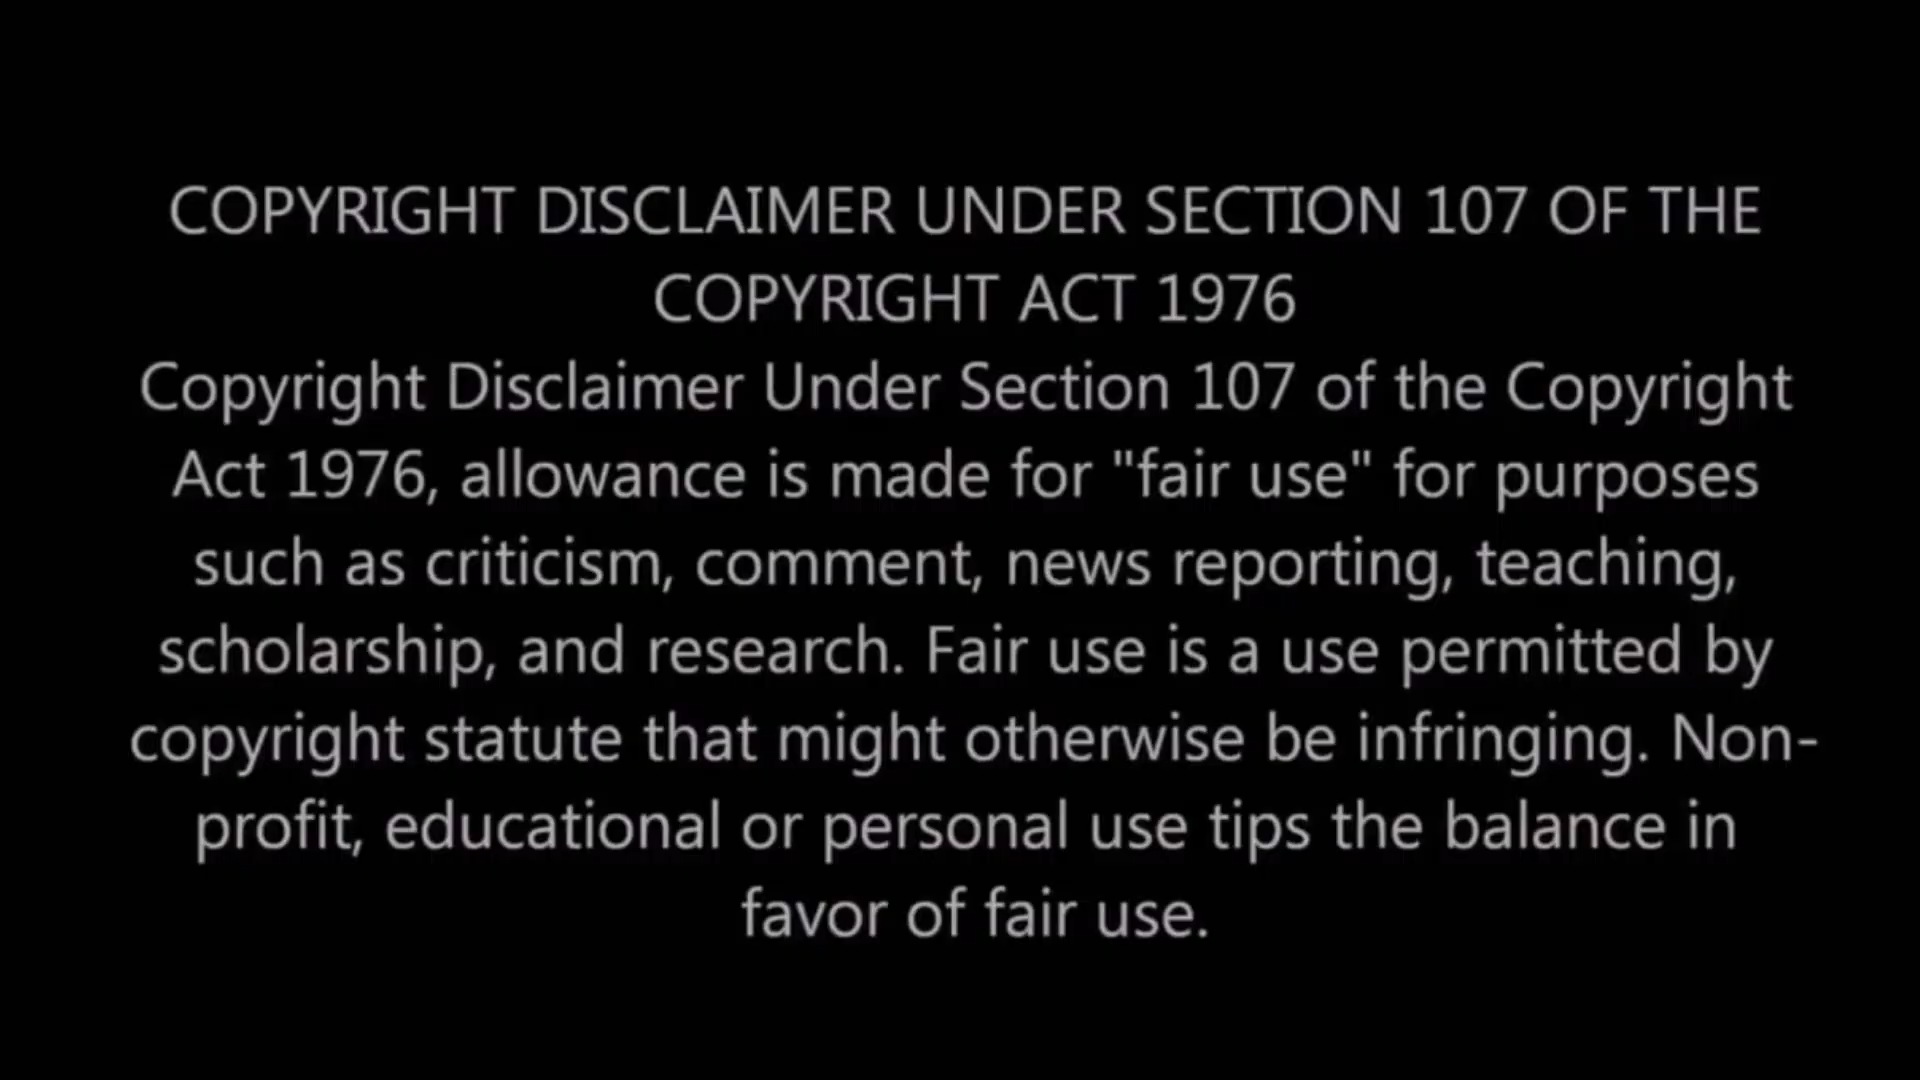 COPYRIGHT DISCLAIMER UNDER SECTION 107 OF THE
COPYRIGHT ACT 1976
Copyright Disclaimer Under Section 107 of the Copyright
Act 1976, allowance is made for "fair use" for purposes
such as criticism, comment, news reporting, teaching,
scholarship, and research. Fair use is a use permitted by
copyright statute that might otherwise be infringing. Non-
profit, educational or personal use tips the balance in
favor of fair use.